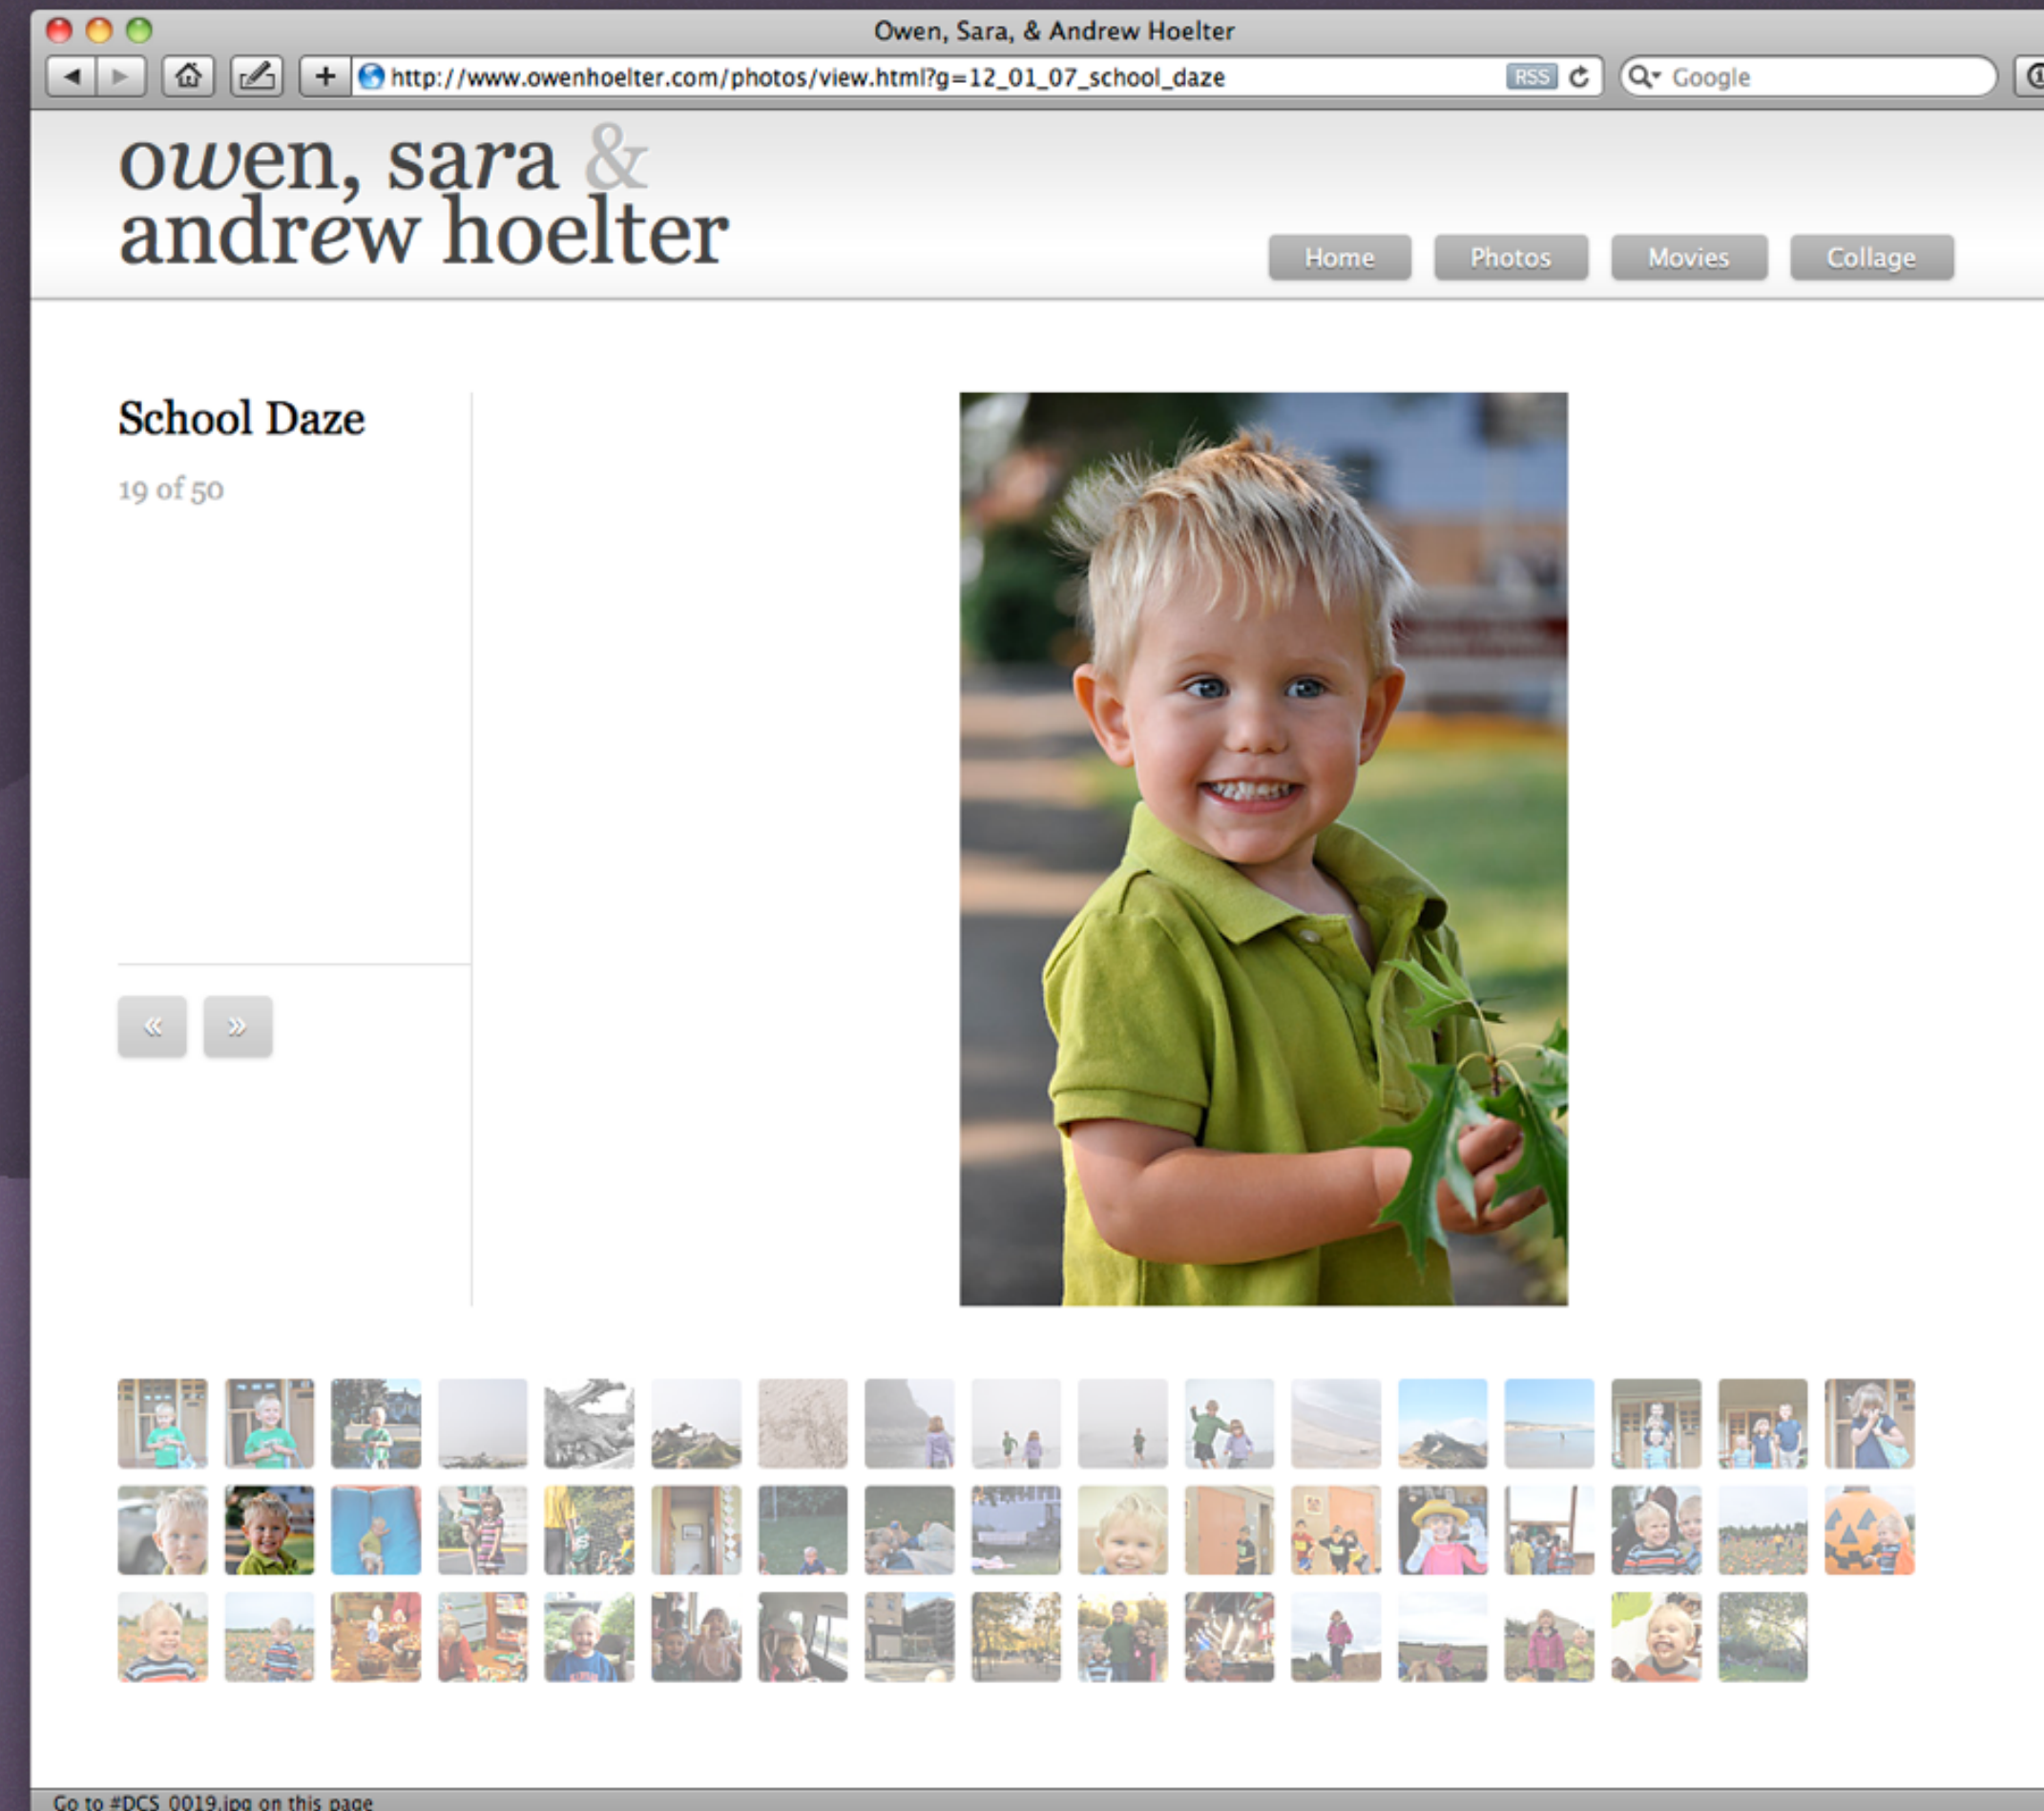 Owen, Sara, & Andrew Hoelter
+ http://www.owenhoelter.com/photos/view.html?g=12_01_07_school_daze RSS Google
owen, sara &
andrew hoelter
Home Photos Movies Collage
School Daze
19 of 50
« »
Go to #DCS_0019.jpg on this page